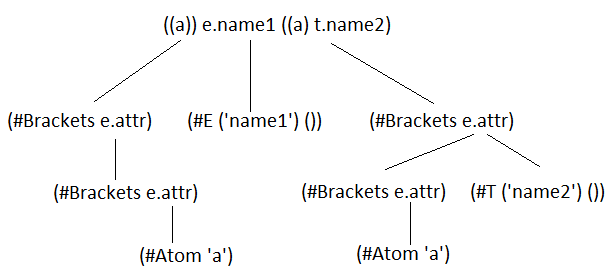 ((a)) e.name1 ((a) t.name2)
(#Brackets e.attr) (#E ('name1') ()) (#Brackets e.attr)
(#Brackets e.attr) (#Brackets e.attr) (#T ('name2') ())
(#Atom 'a') (#Atom 'a')